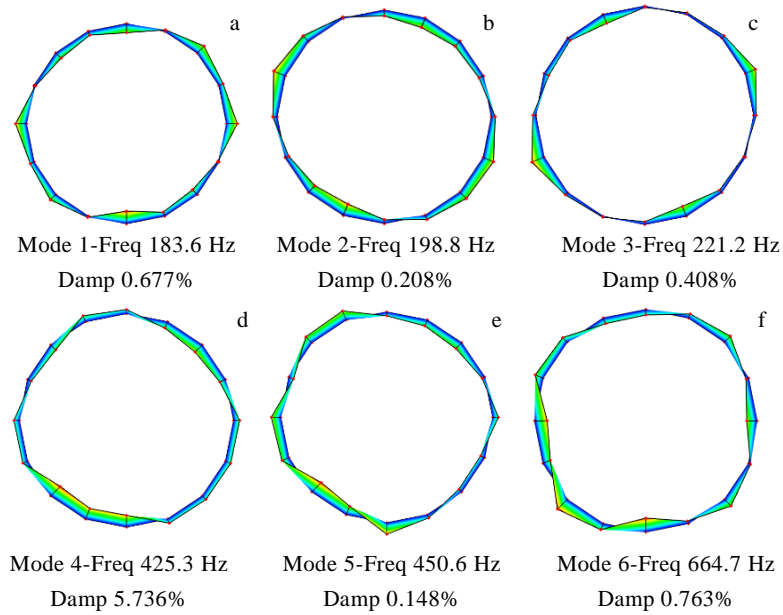 a
b
c
Mode 1-Freq 183.6 Hz
Damp 0.677%
Mode 2-Freq 198.8 Hz
Damp 0.208%
Mode 3-Freq 221.2 Hz
Damp 0.408%
d
e
f
Mode 4-Freq 425.3 Hz
Damp 5.736%
Mode 5-Freq 450.6 Hz
Damp 0.148%
Mode 6-Freq 664.7 Hz
Damp 0.763%